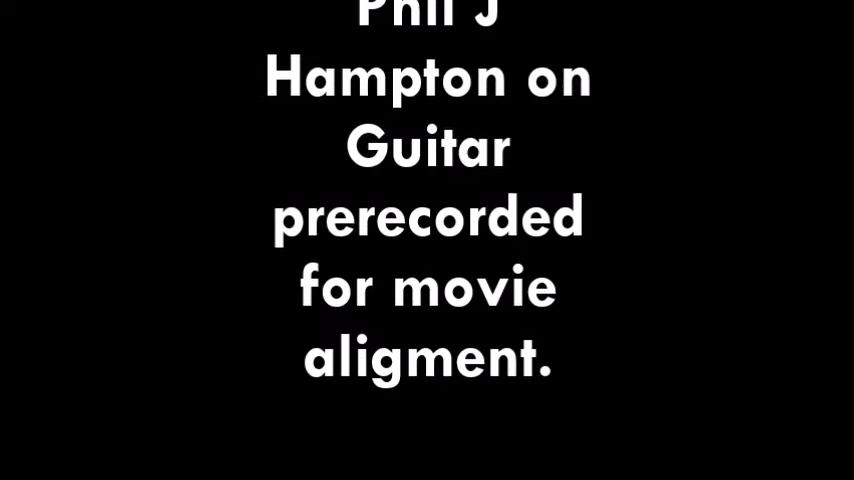 Phil J
Hampton on
Guitar
prerecorded
for movie
aligment.